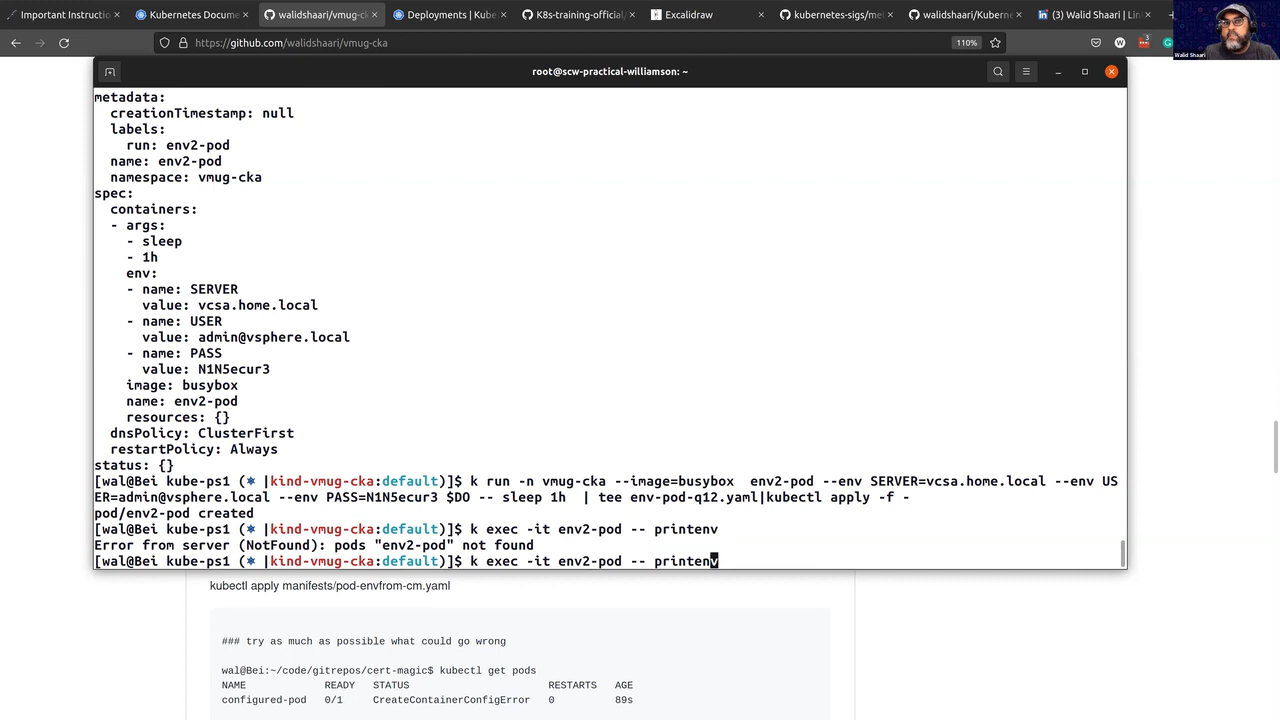 Important Instructio
Kubernetes Docume
walidshaari/vmug-ck
Deployments | Kube
K8s-training-official/
Excalidraw
kubernetes-sigs/me
walidshaari/Kubern
(3) Walid Shaari | Lin
https://github.com/walidshaari/vmug-cka
110%
Walid Shaari
root@scw-practical-williamson: ~
metadata:
creationTimestamp: null
labels:
run: env2-pod
name: env2-pod
namespace: vmug-cka
spec:
containers:
- args:
- sleep
- 1h
env:
- name: SERVER
value: vcsa.home.local
- name: USER
value: admin@vsphere.local
- name: PASS
value: N1N5ecur3
image: busybox
name: env2-pod
resources: {}
dnsPolicy: ClusterFirst
restartPolicy: Always
status: {}
[wal@Bei kube-ps1 (⎈ |kind-vmug-cka:default)]$ k run -n vmug-cka --image=busybox  env2-pod --env SERVER=vcsa.home.local --env US
ER=admin@vsphere.local --env PASS=N1N5ecur3 $DO -- sleep 1h  | tee env-pod-q12.yaml|kubectl apply -f -
pod/env2-pod created
[wal@Bei kube-ps1 (⎈ |kind-vmug-cka:default)]$ k exec -it env2-pod -- printenv
Error from server (NotFound): pods "env2-pod" not found
[wal@Bei kube-ps1 (⎈ |kind-vmug-cka:default)]$ k exec -it env2-pod -- printenv
kubectl apply manifests/pod-envfrom-cm.yaml
### try as much as possible what could go wrong
wal@Bei:~/code/gitrepos/cert-magic$ kubectl get pods
NAME READY STATUS RESTARTS AGE
configured-pod 0/1 CreateContainerConfigError 0 89s